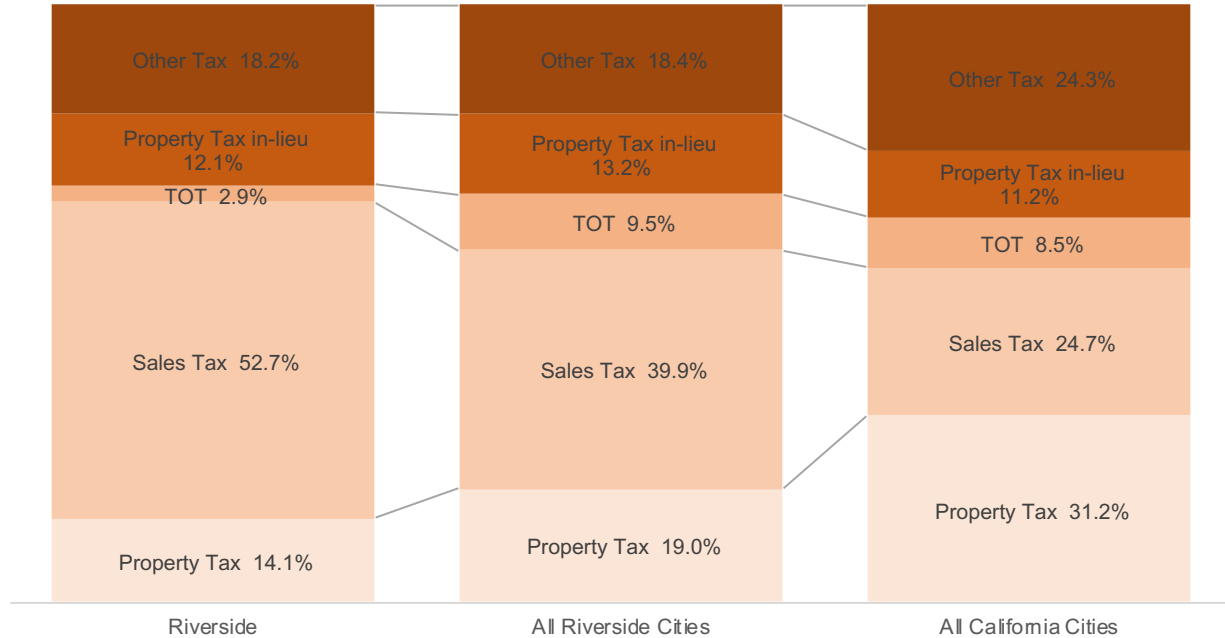 Other Tax 18.2%
Property Tax in-lieu
12.1%
TOT 2.9%
Sales Tax 52.7%
Property Tax 14.1%
Riverside
Other Tax 18.4%
Property Tax in-lieu
13.2%
TOT 9.5%
Sales Tax 39.9%
Property Tax 19.0%
All Riverside Cities
Other Tax 24.3%
Property Tax in-lieu
11.2%
TOT 8.5%
Sales Tax 24.7%
Property Tax 31.2%
All California Cities